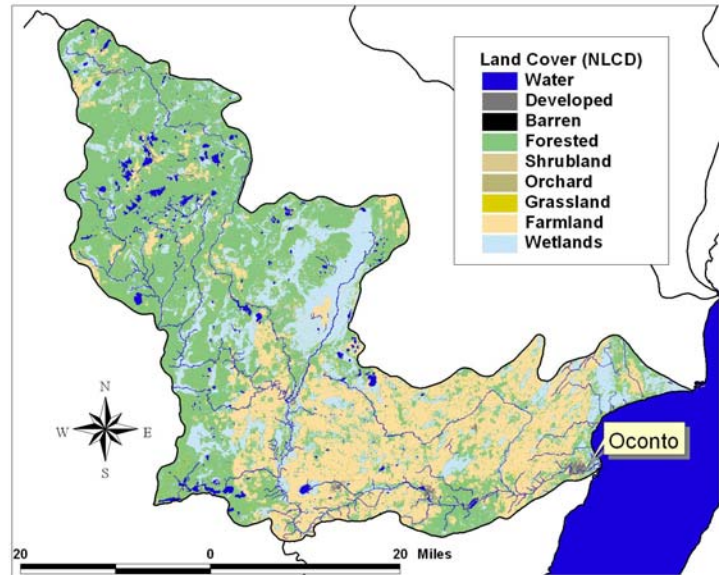 Land Cover (NLCD)
Water
Developed
Barren
Forested
Shrubland
Orchard
Grassland
Farmland
Wetlands
N
W E
S
Oconto
20 0 20 Miles